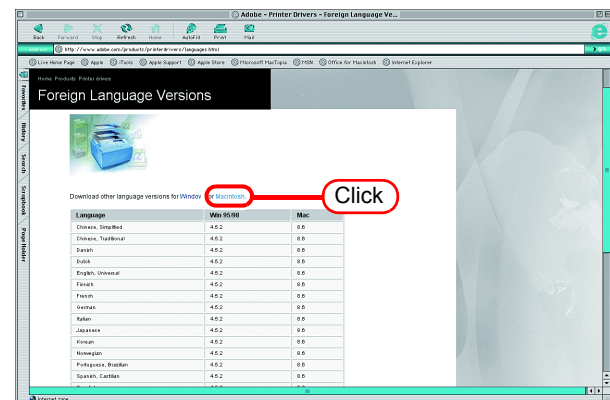 Adobe - Printer Drivers - Foreign Language Ve...
Back Forward Stop Refresh Home AutoFill Print Mail
http://www.adobe.com/products/printerdrivers/languages.html
Live Home Page Apple iTools Apple Support Apple Store Microsoft MacTopia MSN Office for Macintosh Internet Explorer
Favorites
History
Search
Scrapbook
Page Holder
Home Products Printer drivers
Foreign Language Versions
Download other language versions for Window or Macintosh.
Click
Language Win 95/98 Mac
Chinese, Simplified 4.5.2 8.6
Chinese, Traditional 4.5.2 8.6
Danish 4.5.2 8.6
Dutch 4.5.2 8.6
English, Universal 4.5.2 8.6
Finnish 4.5.2 8.6
French 4.5.2 8.6
German 4.5.2 8.6
Italian 4.5.2 8.6
Japanese 4.5.2 8.6
Korean 4.5.2 8.6
Norwegian 4.5.2 8.6
Portuguese, Brazilian 4.5.2 8.6
Spanish, Castilian 4.5.2 8.6
Internet zone